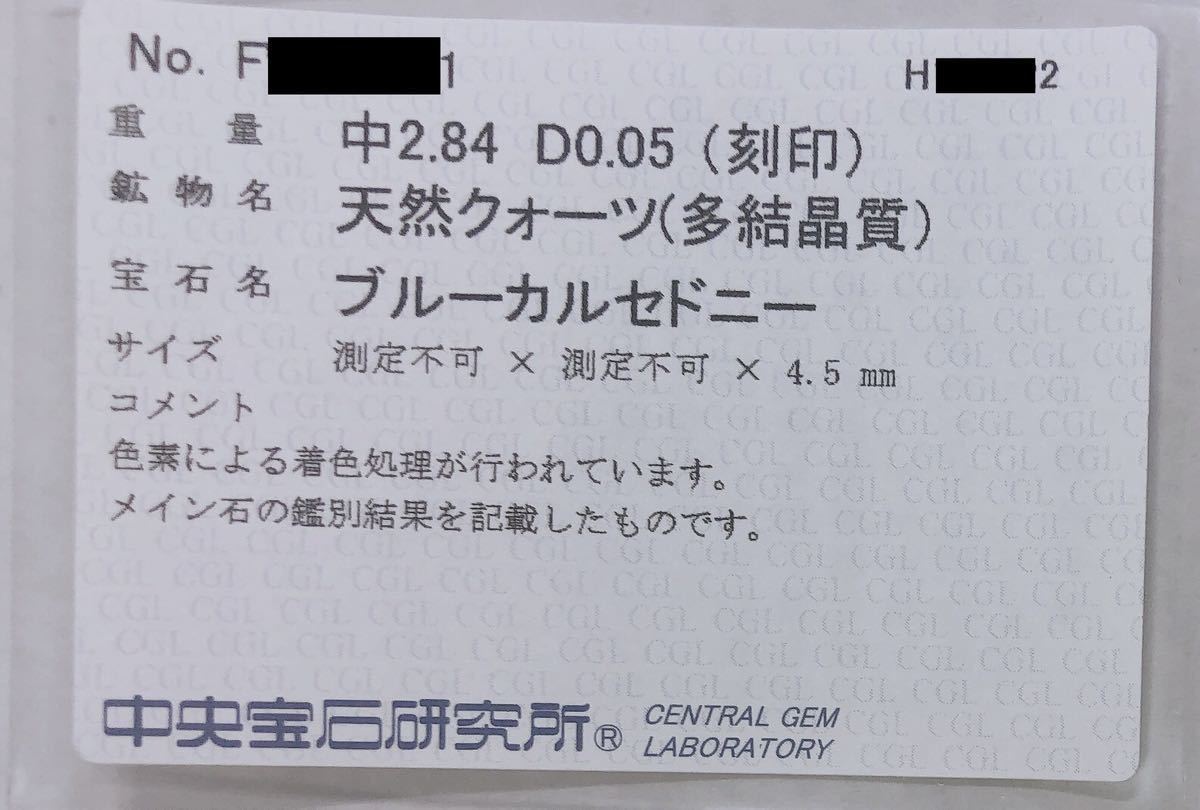 No. F 1 H 2
重量 中2.84 D0.05 (刻印)
鉱物名 天然クォーツ(多結晶質)
宝石名 ブルーカルセドニー
サイズ 測定不可 × 測定不可 × 4.5 mm
コメント
色素による着色処理が行われています。
メイン石の鑑別結果を記載したものです。
中央宝石研究所® CENTRAL GEM
LABORATORY